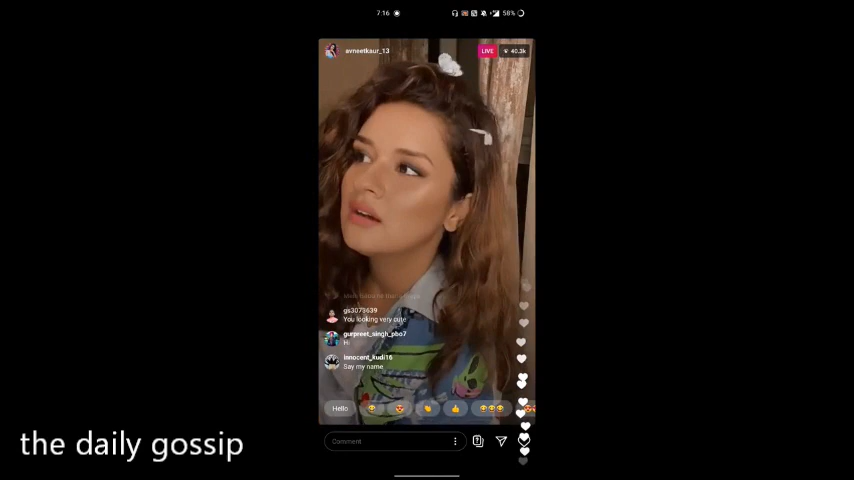 7:16
58%
avneetkaur_13
LIVE
40.3k
gs3073639
You looking very cute
gurpreet_singh_pbo7
Hi
innocent_kudi16
Say my name
Hello
Comment
the daily gossip